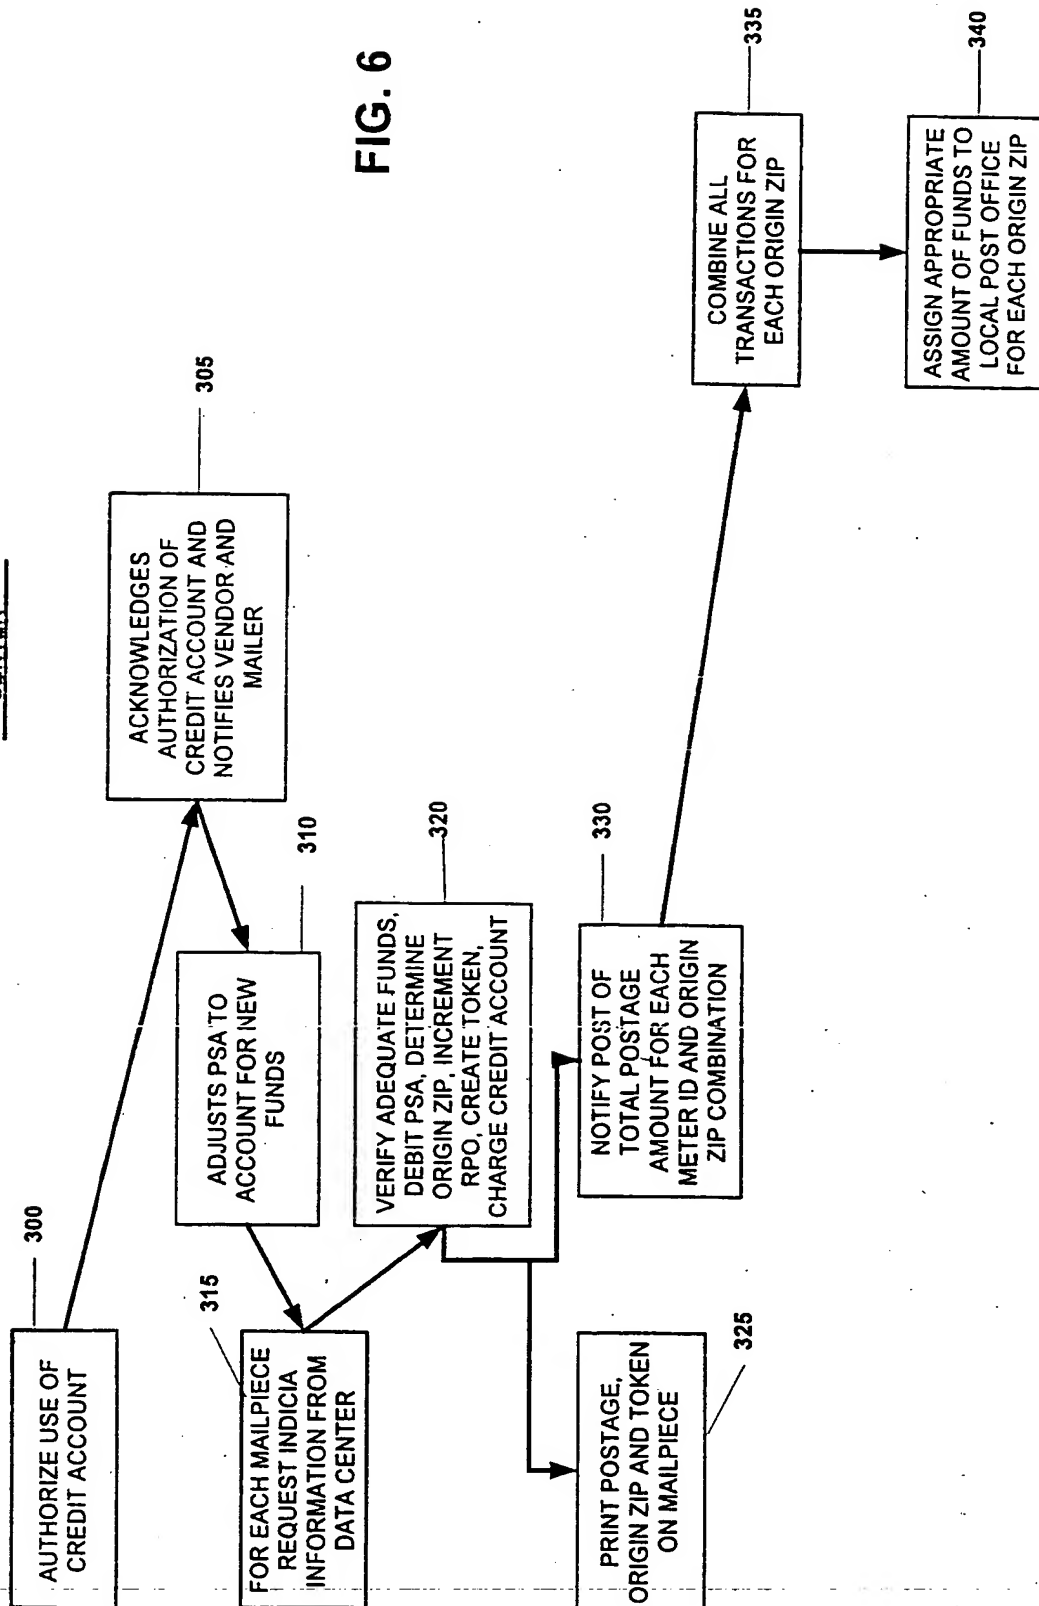 FIG. 6
300
AUTHORIZE USE OF
CREDIT ACCOUNT
305
ACKNOWLEDGES
AUTHORIZATION OF
CREDIT ACCOUNT AND
NOTIFIES VENDOR AND
MAILER
310
ADJUSTS PSA TO
ACCOUNT FOR NEW
FUNDS
315
FOR EACH MAILPIECE
REQUEST INDICIA
INFORMATION FROM
DATA CENTER
320
VERIFY ADEQUATE FUNDS,
DEBIT PSA, DETERMINE
ORIGIN ZIP, INCREMENT
RPO, CREATE TOKEN,
CHARGE CREDIT ACCOUNT
325
PRINT POSTAGE,
ORIGIN ZIP AND TOKEN
ON MAILPIECE
330
NOTIFY POST OF
TOTAL POSTAGE
AMOUNT FOR EACH
METER ID AND ORIGIN
ZIP COMBINATION
335
COMBINE ALL
TRANSACTIONS FOR
EACH ORIGIN ZIP
340
ASSIGN APPROPRIATE
AMOUNT OF FUNDS TO
LOCAL POST OFFICE
FOR EACH ORIGIN ZIP